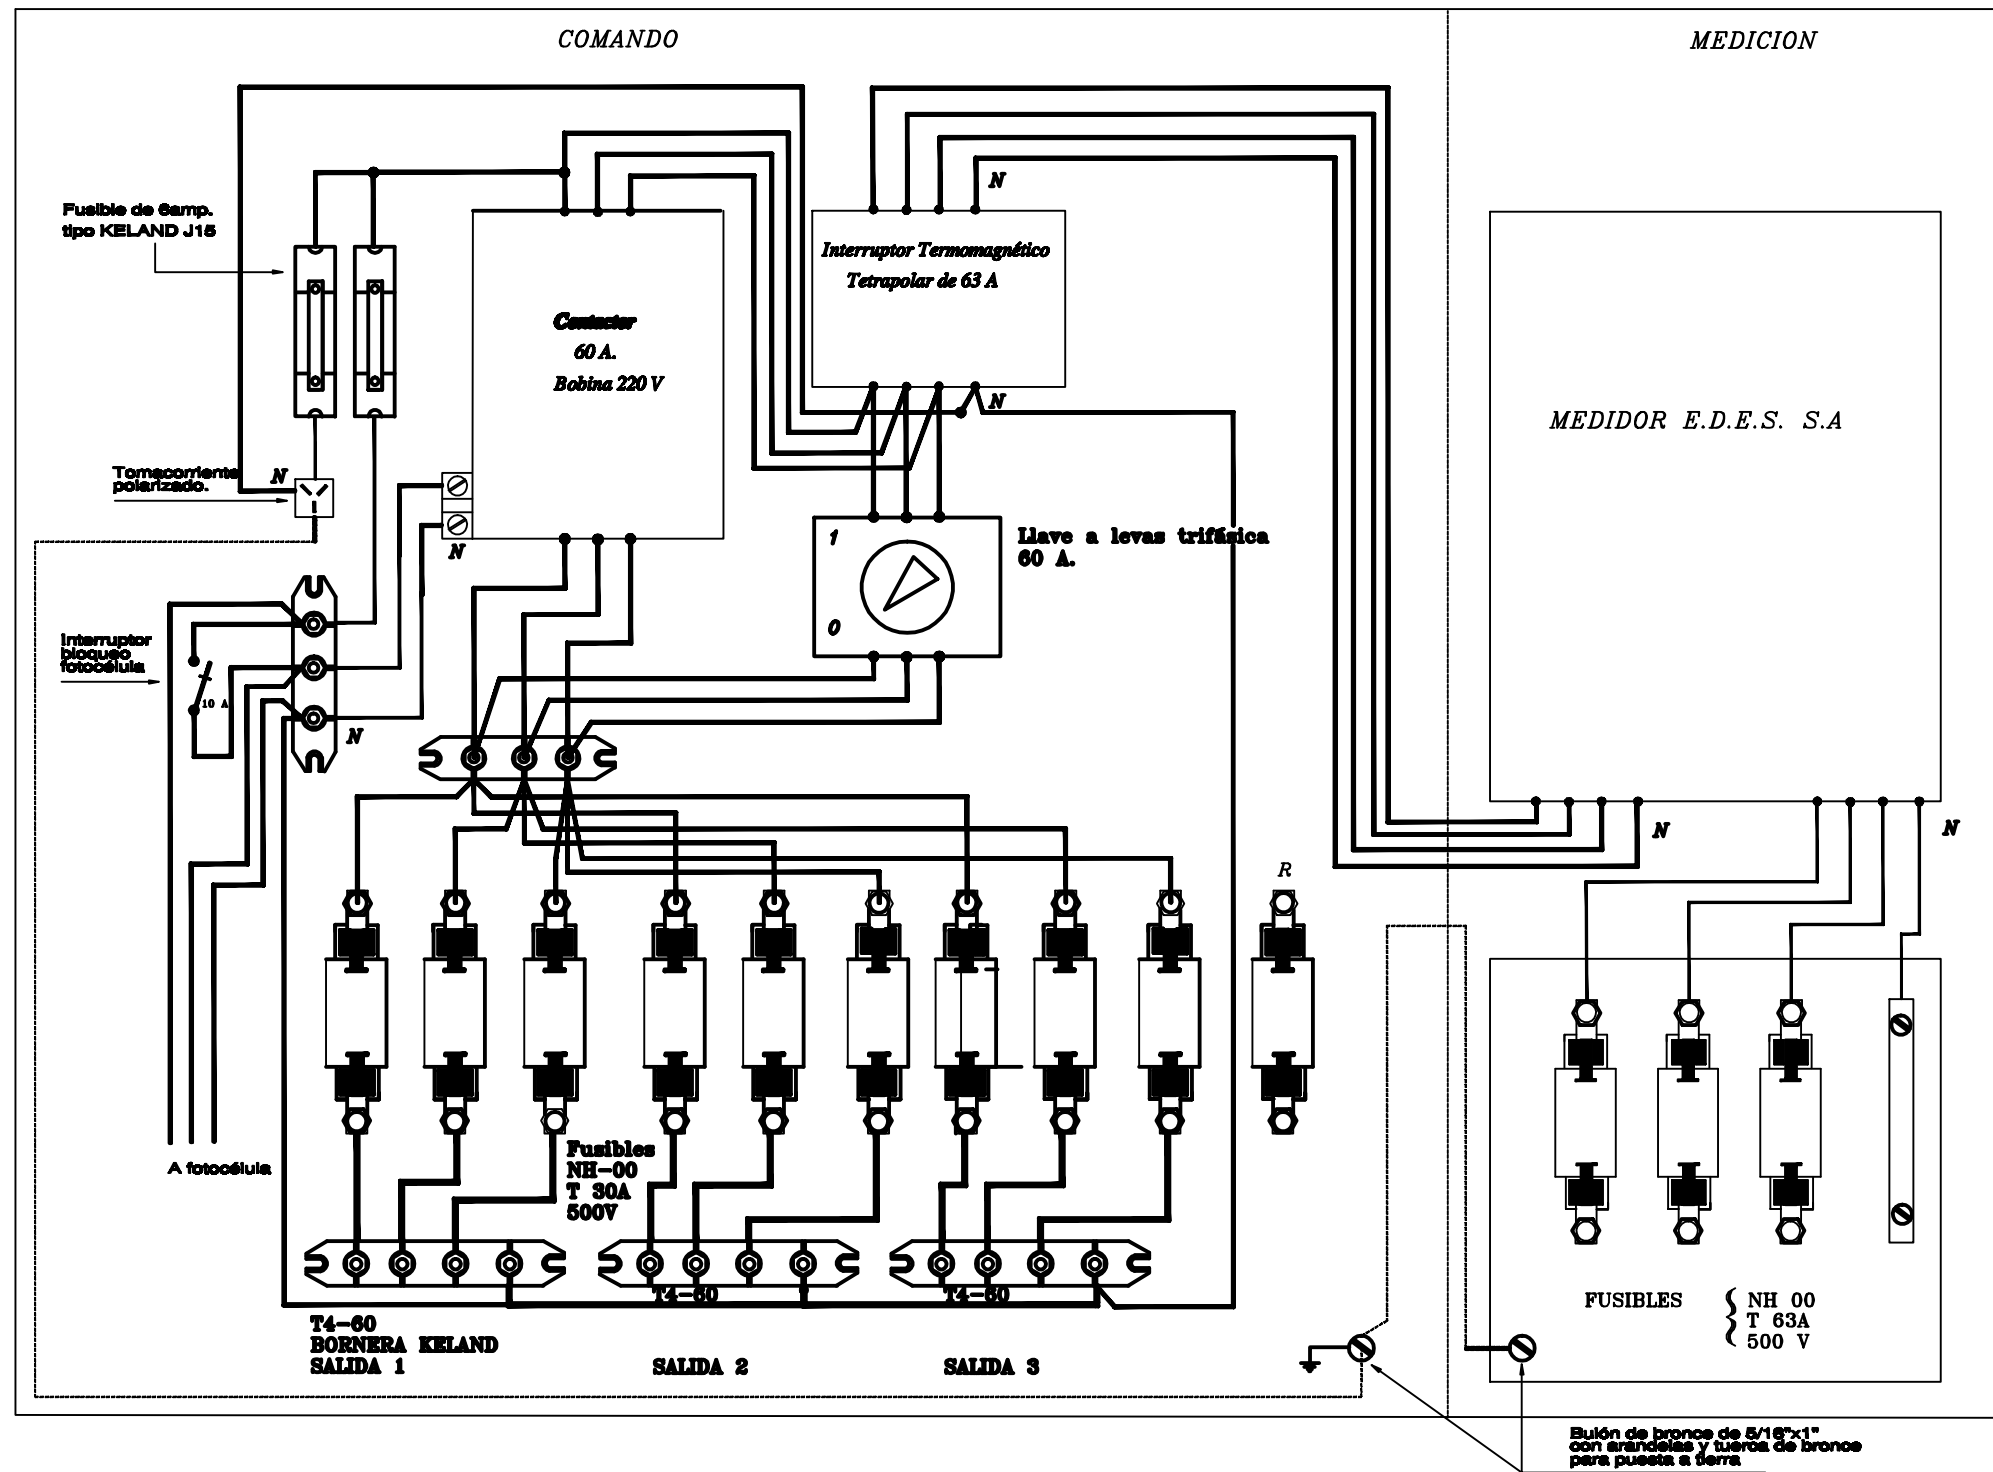 COMANDO
MEDICION
N
Fusible de 6amp.
tipo KELAND J15
Interruptor Termomagnético
Tetrapolar de 63 A
Contactor
60 A.
Bobina 220 V
N
MEDIDOR E.D.E.S. S.A
Tomacorriente
polarizado.
N
N
1
0
Llave a levas trifásica
60 A.
Interruptor
bloqueo
fotocélula
10 A
N
N
N
R
A fotocélula
Fusibles
NH-00
T 30A
500V
T4-60
BORNERA KELAND
SALIDA 1
T4-60
SALIDA 2
T4-60
SALIDA 3
FUSIBLES
NH 00
T 63A
500 V
Bulón de bronce de 5/16"x1"
con arandelas y tuerca de bronce
para puesta a tierra